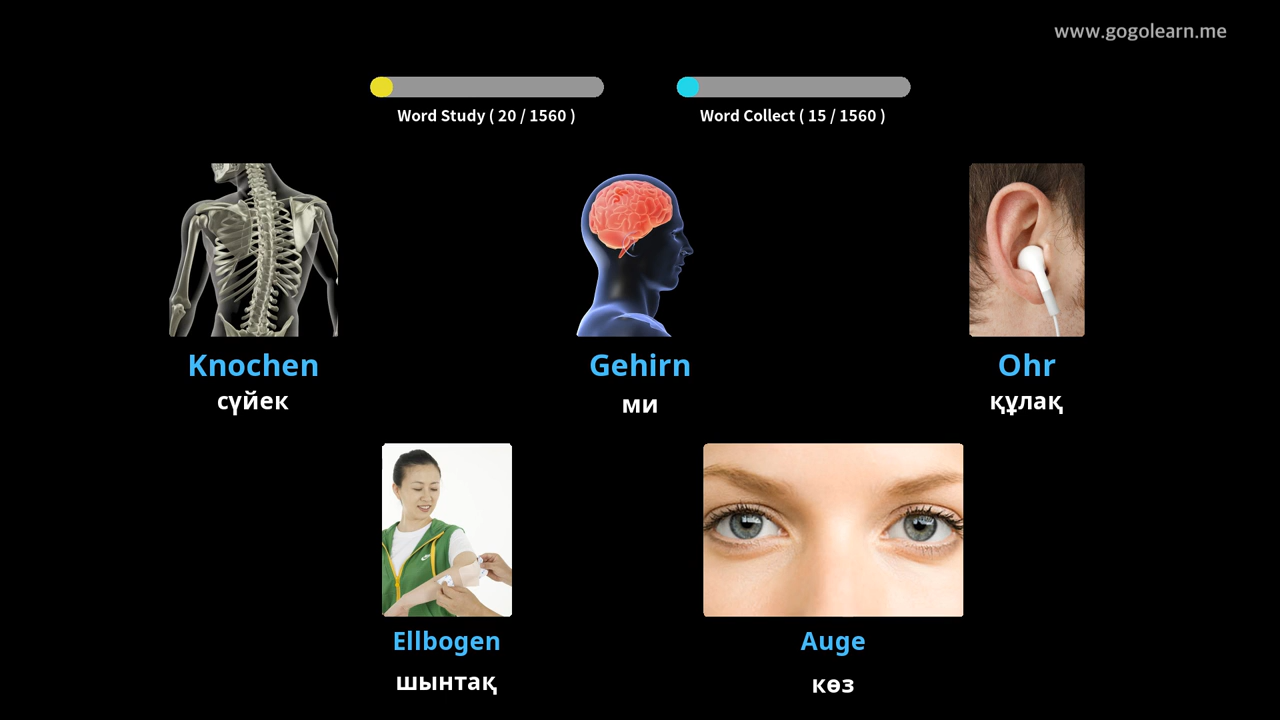 www.gogolearn.me
Word Study ( 20 / 1560 )
Word Collect ( 15 / 1560 )
Knochen
сүйек
Gehirn
ми
Ohr
құлақ
Ellbogen
шынтақ
Auge
көз